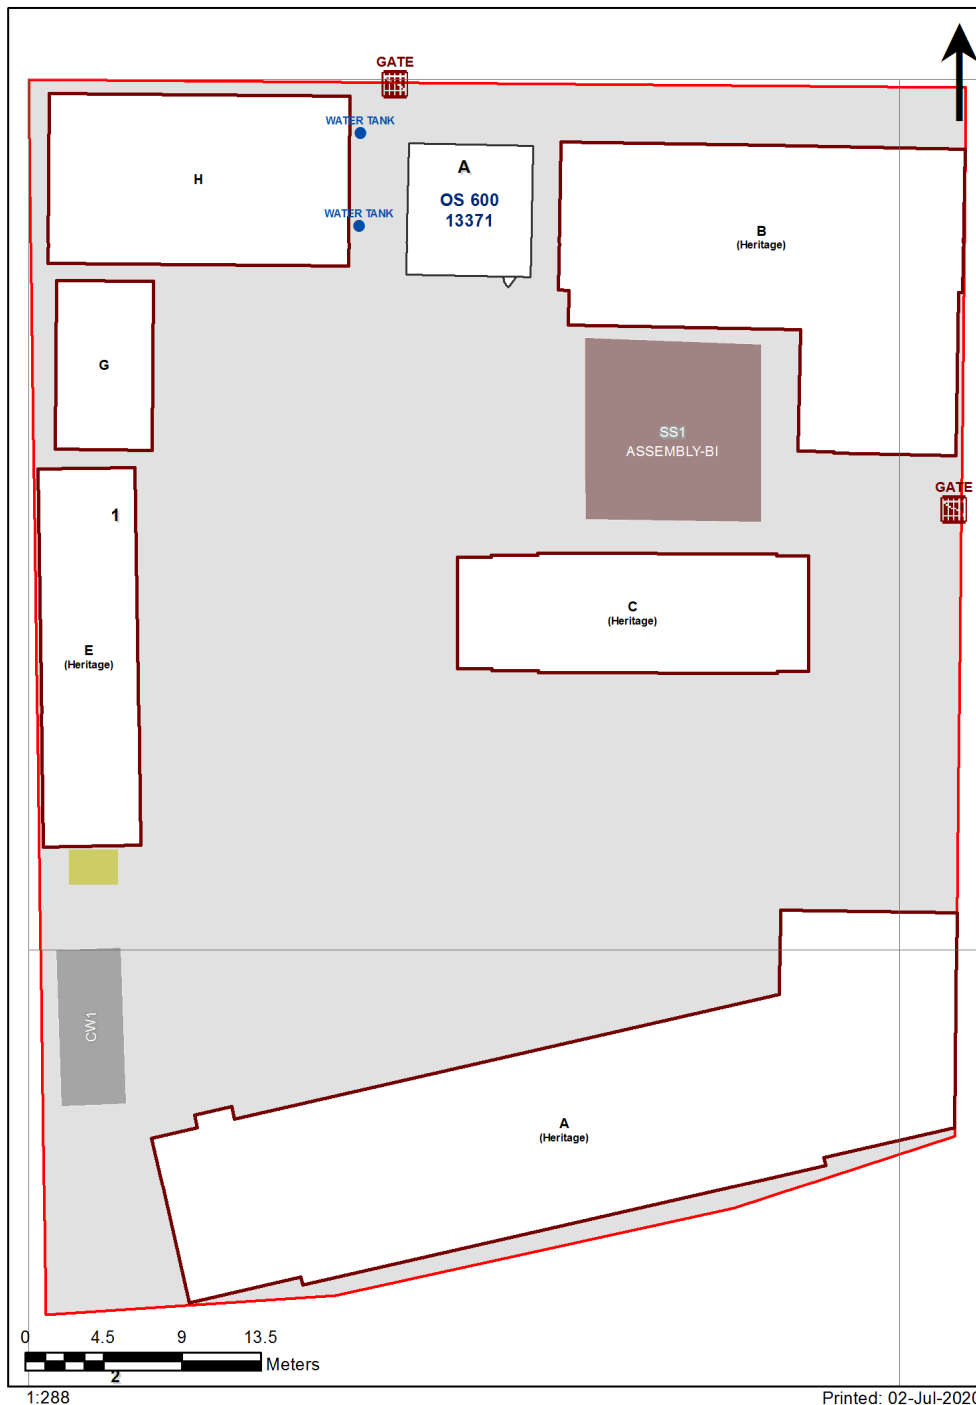 GATE
WATER TANK
H
A
OS 600
13371
WATER TANK
B
(Heritage)
G
SS1
ASSEMBLY-BI
GATE
1
C
(Heritage)
E
(Heritage)
CW1
A
(Heritage)
0 4.5 9 13.5
Meters
2
1:288
Printed: 02-Jul-2020